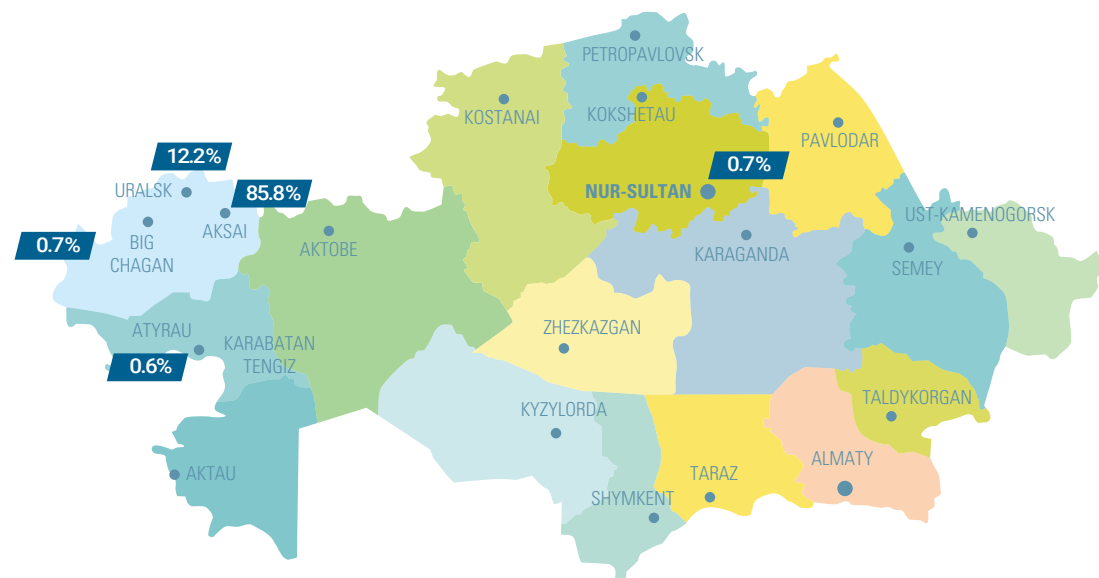 PETROPAVLOVSK
KOSTANAI
KOKSHETAU
PAVLODAR
12.2%
0.7%
URALSK
85.8%
NUR-SULTAN
UST-KAMENOGORSK
AKSAI
0.7%
BIG
CHAGAN
AKTOBE
KARAGANDA
SEMEY
ATYRAU
ZHEZKAZGAN
KARABATAN
TENGIZ
0.6%
TALDYKORGAN
KYZYLORDA
ALMATY
AKTAU
TARAZ
SHYMKENT